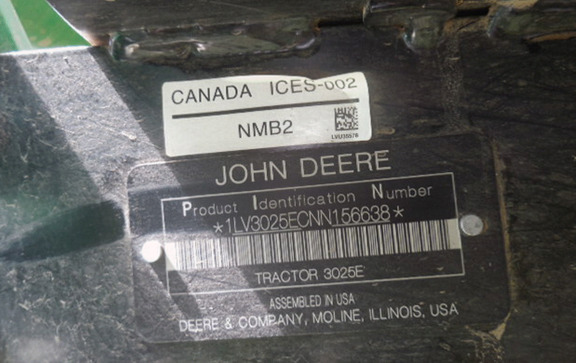 CANADA ICES-002
NMB2
LVU35578
JOHN DEERE
Product Identification Number
*1LV3025ECNN156638*
TRACTOR 3025E
ASSEMBLED IN USA
DEERE & COMPANY, MOLINE, ILLINOIS, USA